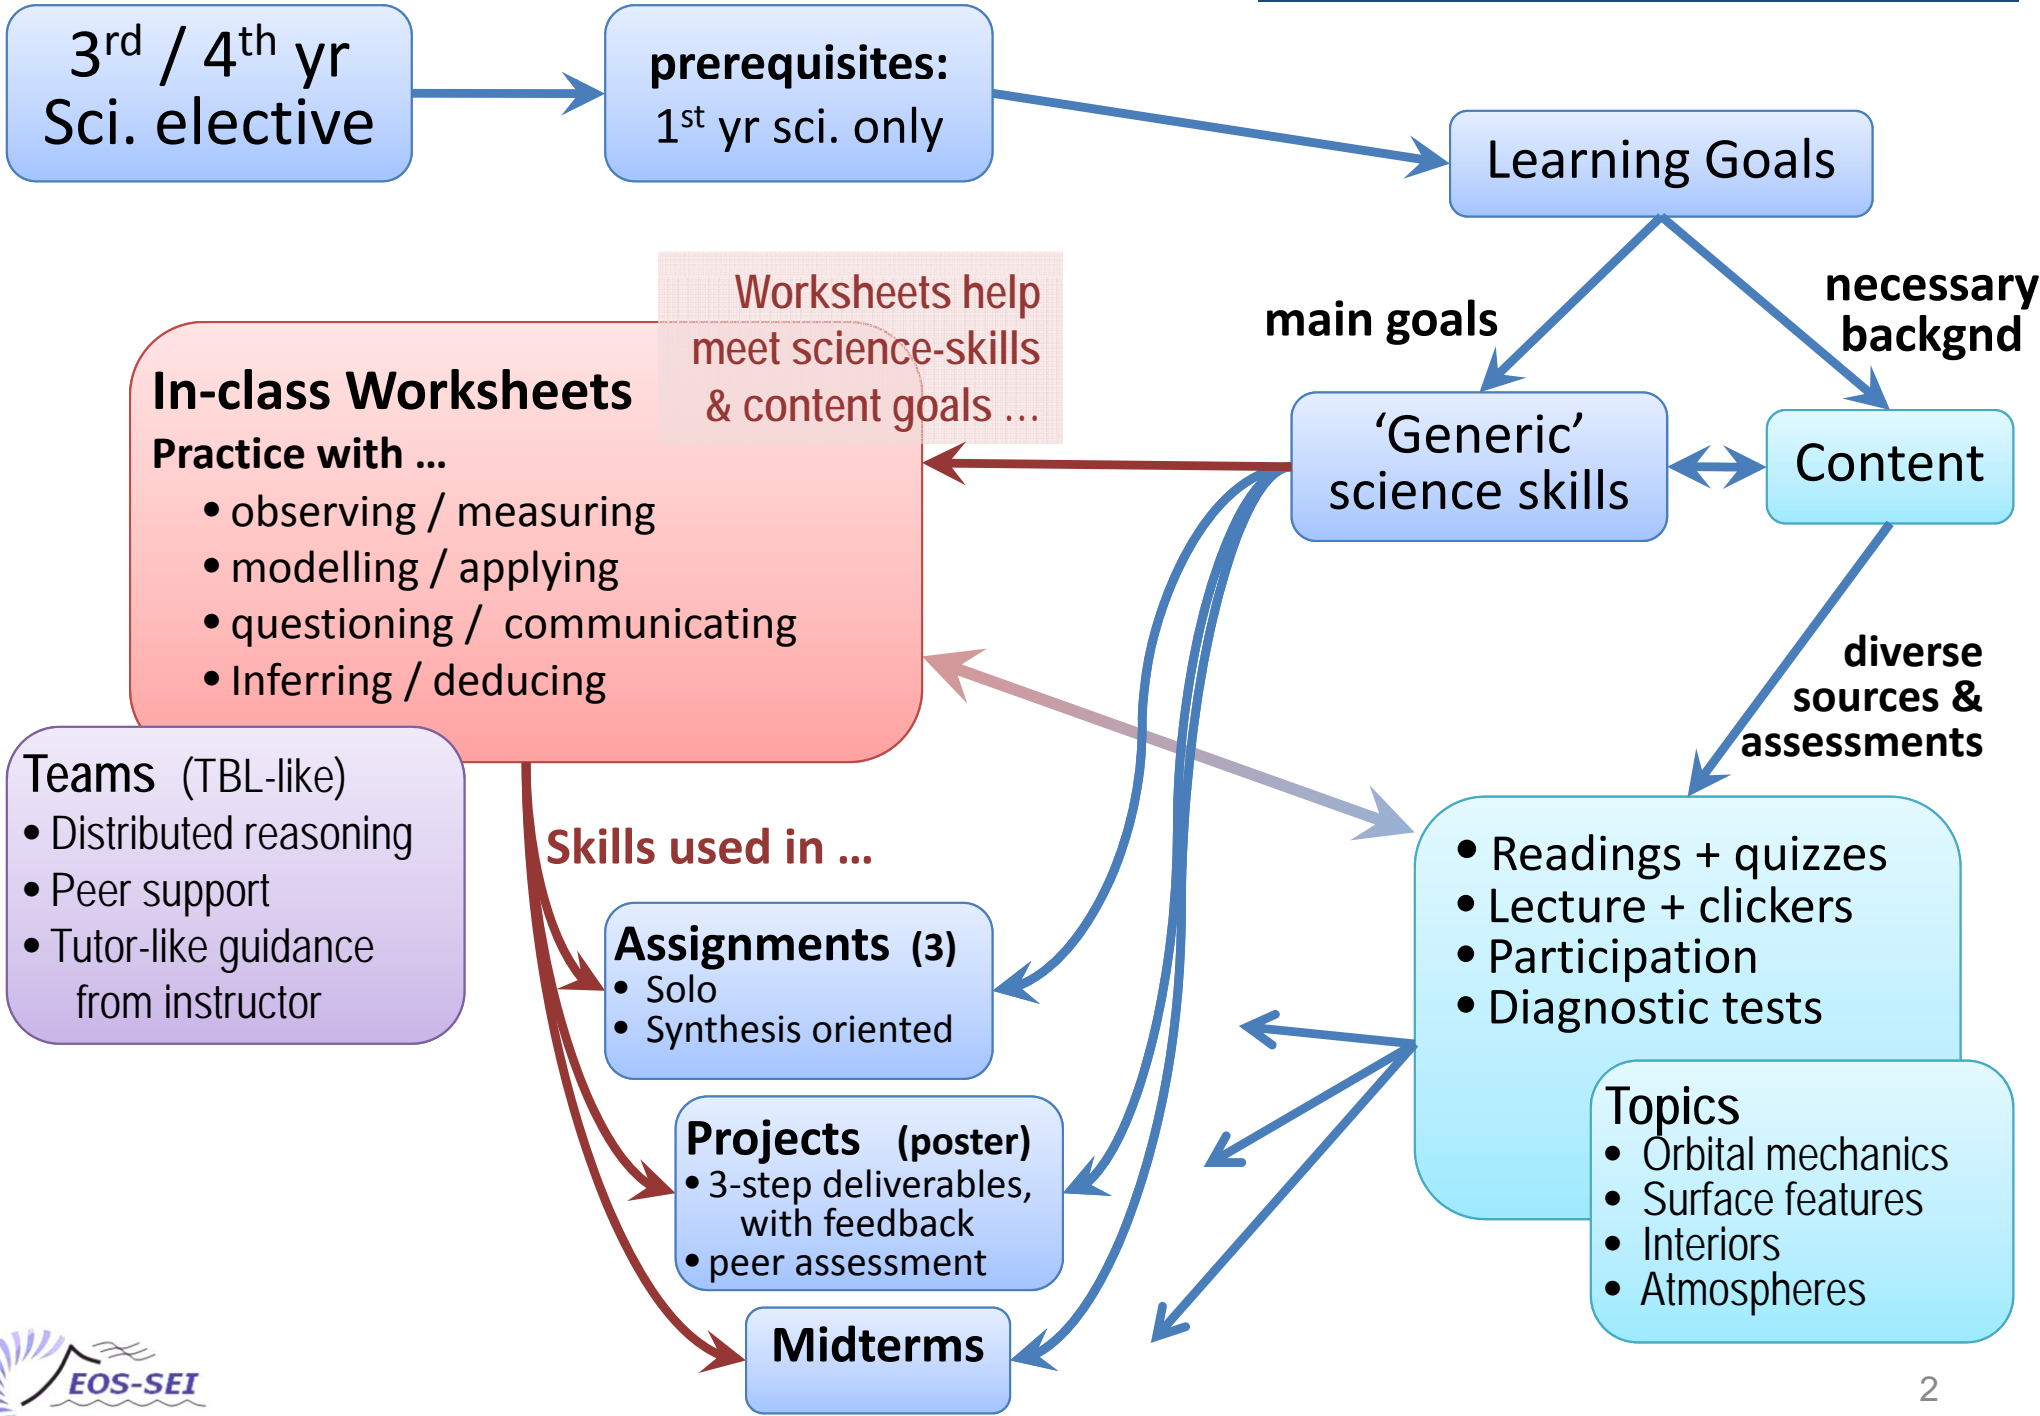 3rd / 4th yr
Sci. elective
prerequisites:
1st yr sci. only
Learning Goals
main goals
necessary
backgnd
Worksheets help
meet science-skills
& content goals …
In-class Worksheets
Practice with …
• observing / measuring
• modelling / applying
• questioning / communicating
• Inferring / deducing
‘Generic’
science skills
Content
diverse
sources &
assessments
Teams (TBL-like)
• Distributed reasoning
• Peer support
• Tutor-like guidance
from instructor
Skills used in …
Assignments (3)
• Solo
• Synthesis oriented
Projects (poster)
• 3-step deliverables,
with feedback
• peer assessment
Midterms
• Readings + quizzes
• Lecture + clickers
• Participation
• Diagnostic tests
Topics
• Orbital mechanics
• Surface features
• Interiors
• Atmospheres
EOS-SEI
2